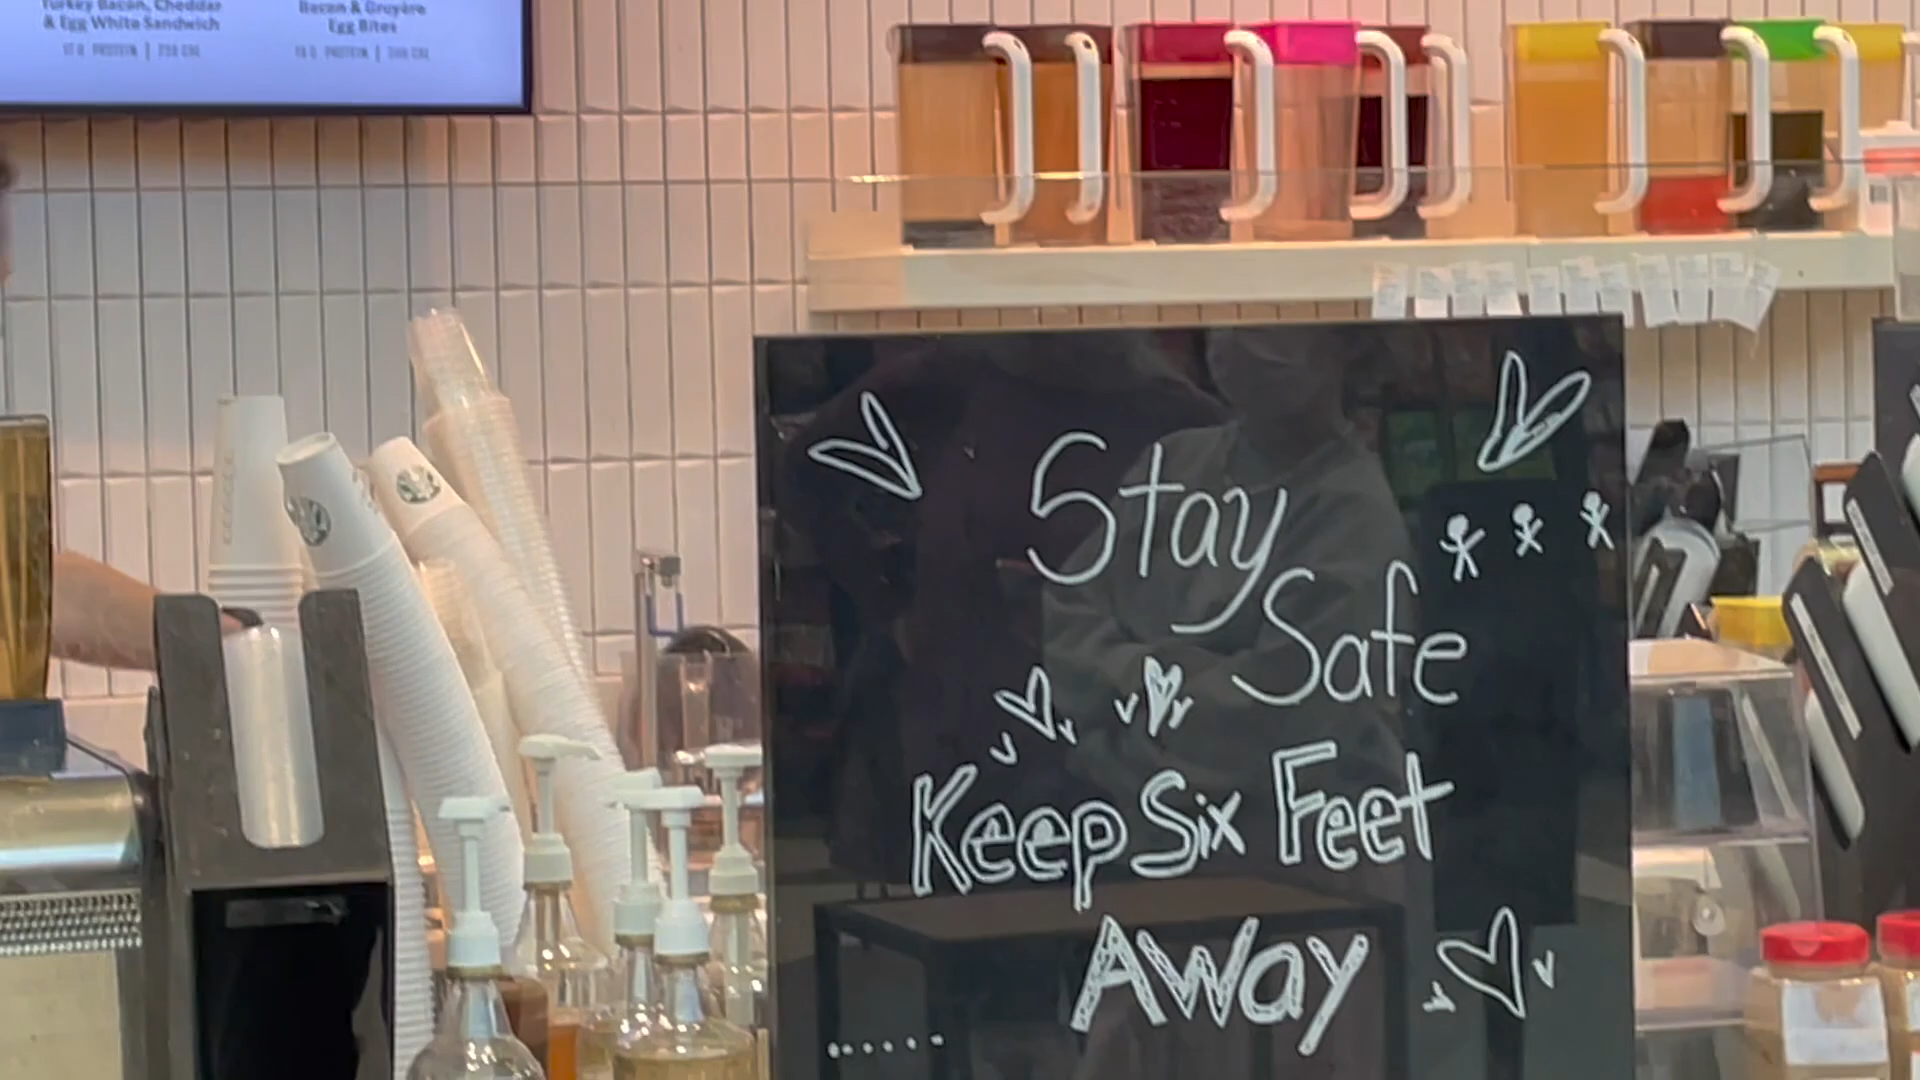 Turkey Bacon, Cheddar
& Egg White Sandwich
Bacon & Gruyère
Egg Bites
Stay
Safe
Keep Six Feet
Away